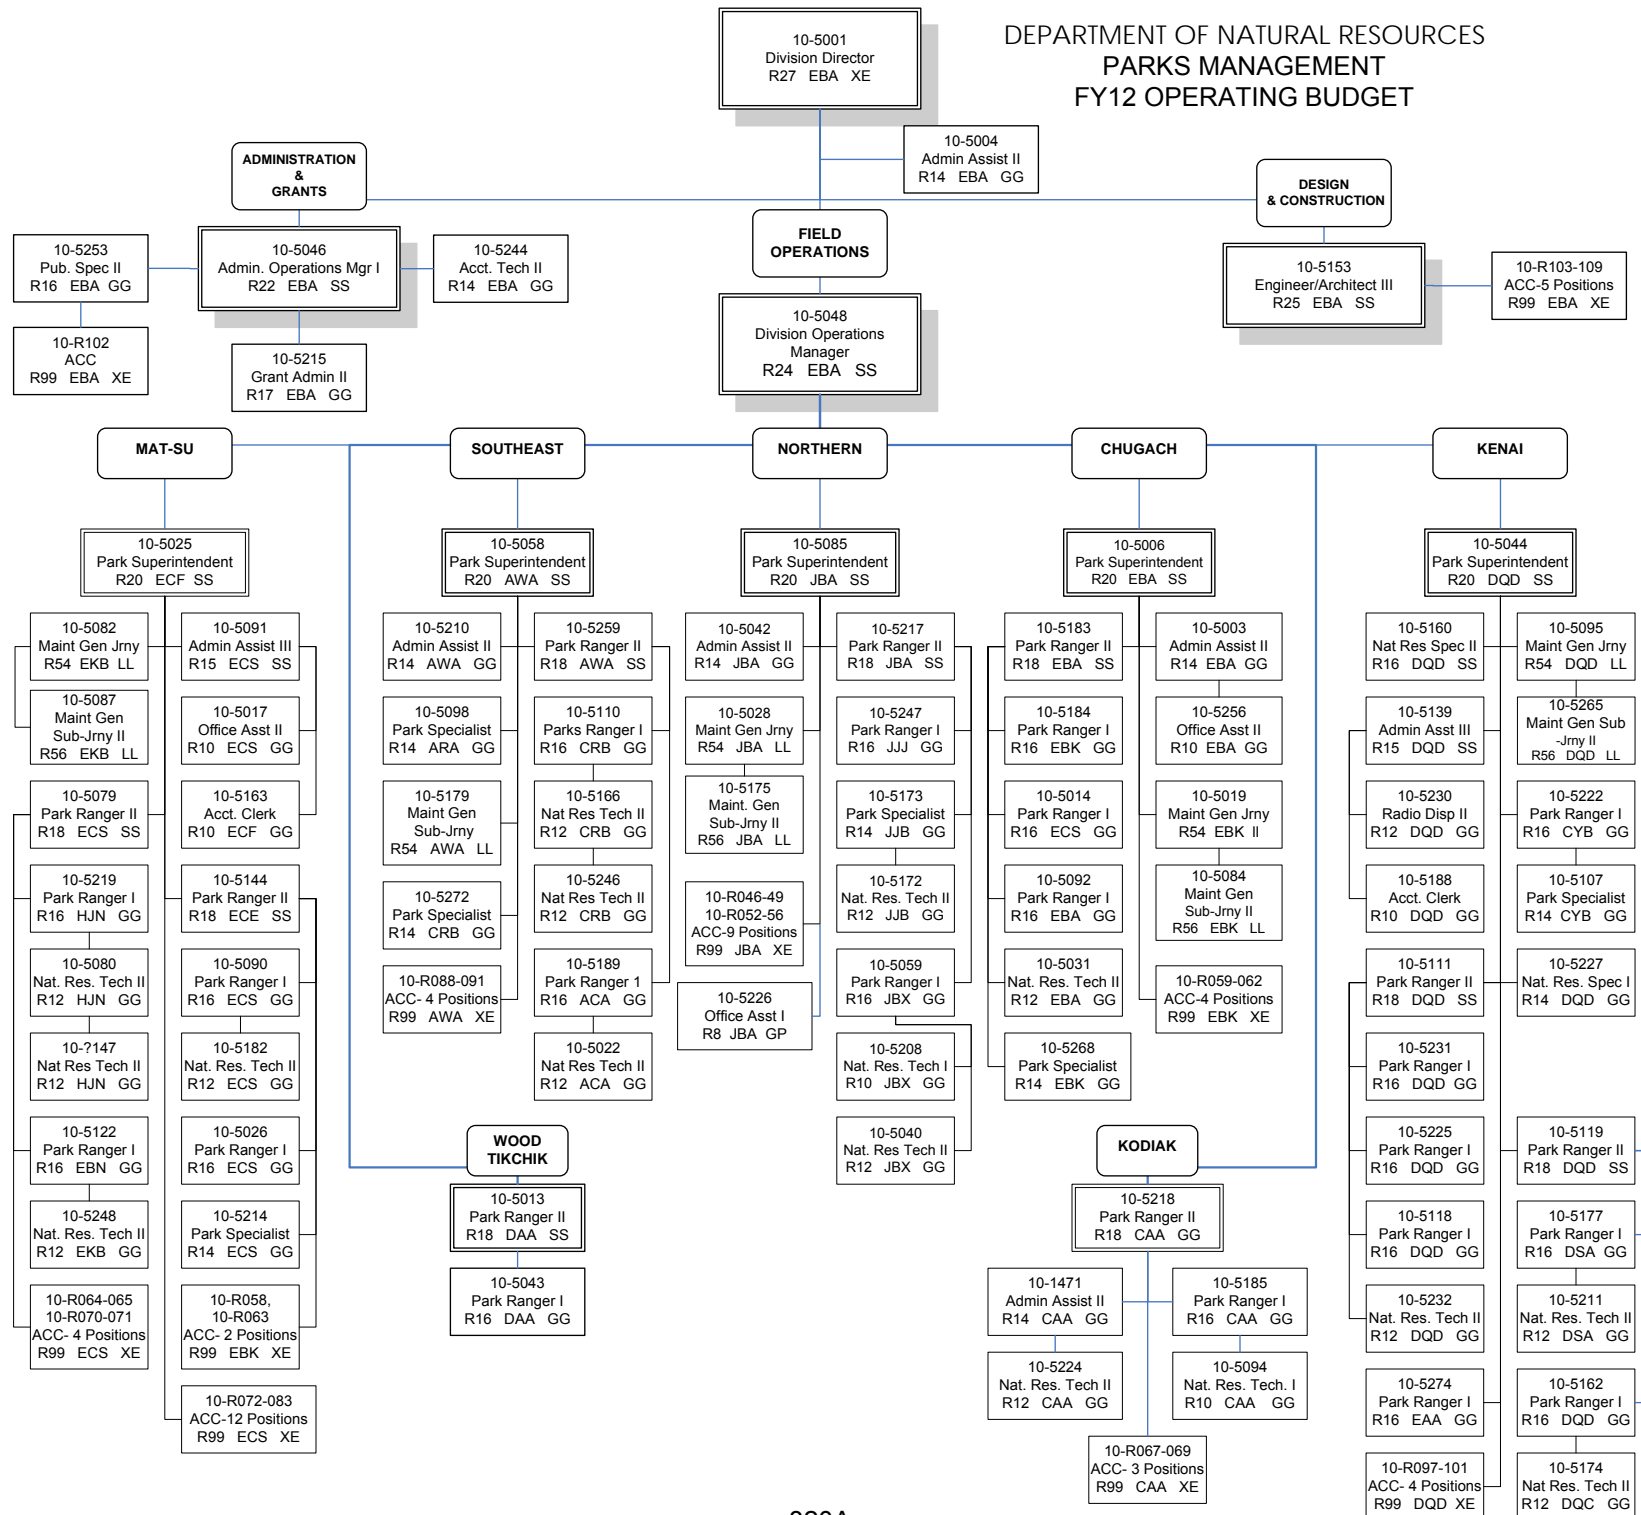 DEPARTMENT OF NATURAL RESOURCES
PARKS MANAGEMENT
FY12 OPERATING BUDGET
10-5001
Division Director
R27 EBA XE
10-5004
Admin Assist II
R14 EBA GG
ADMINISTRATION
&
GRANTS
DESIGN
& CONSTRUCTION
FIELD
OPERATIONS
10-5253
Pub. Spec II
R16 EBA GG
10-5046
Admin. Operations Mgr I
R22 EBA SS
10-5244
Acct. Tech II
R14 EBA GG
10-R102
ACC
R99 EBA XE
10-5215
Grant Admin II
R17 EBA GG
10-5048
Division Operations
Manager
R24 EBA SS
10-5153
Engineer/Architect III
R25 EBA SS
10-R103-109
ACC-5 Positions
R99 EBA XE
MAT-SU
SOUTHEAST
NORTHERN
CHUGACH
KENAI
10-5025
Park Superintendent
R20 ECF SS
10-5082
Maint Gen Jrny
R54 EKB LL
10-5087
Maint Gen
Sub-Jrny II
R56 EKB LL
10-5079
Park Ranger II
R18 ECS SS
10-5219
Park Ranger I
R16 HJN GG
10-5080
Nat. Res. Tech II
R12 HJN GG
10-?147
Nat Res Tech II
R12 HJN GG
10-5122
Park Ranger I
R16 EBN GG
10-5248
Nat. Res. Tech II
R12 EKB GG
10-R064-065
10-R070-071
ACC- 4 Positions
R99 ECS XE
10-5091
Admin Assist III
R15 ECS SS
10-5017
Office Asst II
R10 ECS GG
10-5163
Acct. Clerk
R10 ECF GG
10-5144
Park Ranger II
R18 ECE SS
10-5090
Park Ranger I
R16 ECS GG
10-5182
Nat. Res. Tech II
R12 ECS GG
10-5026
Park Ranger I
R16 ECS GG
10-5214
Park Specialist
R14 ECS GG
10-R058,
10-R063
ACC- 2 Positions
R99 EBK XE
10-R072-083
ACC-12 Positions
R99 ECS XE
10-5058
Park Superintendent
R20 AWA SS
10-5210
Admin Assist II
R14 AWA GG
10-5098
Park Specialist
R14 ARA GG
10-5179
Maint Gen
Sub-Jrny
R54 AWA LL
10-5272
Park Specialist
R14 CRB GG
10-R088-091
ACC- 4 Positions
R99 AWA XE
10-5259
Park Ranger II
R18 AWA SS
10-5110
Parks Ranger I
R16 CRB GG
10-5166
Nat Res Tech II
R12 CRB GG
10-5246
Nat Res Tech II
R12 CRB GG
10-5189
Park Ranger 1
R16 ACA GG
10-5022
Nat Res Tech II
R12 ACA GG
WOOD
TIKCHIK
10-5013
Park Ranger II
R18 DAA SS
10-5043
Park Ranger I
R16 DAA GG
10-5085
Park Superintendent
R20 JBA SS
10-5042
Admin Assist II
R14 JBA GG
10-5028
Maint Gen Jrny
R54 JBA LL
10-5175
Maint. Gen
Sub-Jrny II
R56 JBA LL
10-R046-49
10-R052-56
ACC-9 Positions
R99 JBA XE
10-5226
Office Asst I
R8 JBA GP
10-5217
Park Ranger II
R18 JBA SS
10-5247
Park Ranger I
R16 JJJ GG
10-5173
Park Specialist
R14 JJB GG
10-5172
Nat. Res. Tech II
R12 JJB GG
10-5059
Park Ranger I
R16 JBX GG
10-5208
Nat. Res. Tech I
R10 JBX GG
10-5040
Nat. Res Tech II
R12 JBX GG
10-5006
Park Superintendent
R20 EBA SS
10-5183
Park Ranger II
R18 EBA SS
10-5184
Park Ranger I
R16 EBK GG
10-5014
Park Ranger I
R16 ECS GG
10-5092
Park Ranger I
R16 EBA GG
10-5031
Nat. Res. Tech II
R12 EBA GG
10-5268
Park Specialist
R14 EBK GG
10-5003
Admin Assist II
R14 EBA GG
10-5256
Office Asst II
R10 EBA GG
10-5019
Maint Gen Jrny
R54 EBK ll
10-5084
Maint Gen
Sub-Jrny II
R56 EBK LL
10-R059-062
ACC-4 Positions
R99 EBK XE
KODIAK
10-5218
Park Ranger II
R18 CAA GG
10-1471
Admin Assist II
R14 CAA GG
10-5185
Park Ranger I
R16 CAA GG
10-5224
Nat. Res. Tech II
R12 CAA GG
10-5094
Nat. Res. Tech. I
R10 CAA GG
10-R067-069
ACC- 3 Positions
R99 CAA XE
10-5044
Park Superintendent
R20 DQD SS
10-5160
Nat Res Spec II
R16 DQD SS
10-5139
Admin Asst III
R15 DQD SS
10-5230
Radio Disp II
R12 DQD GG
10-5188
Acct. Clerk
R10 DQD GG
10-5111
Park Ranger II
R18 DQD SS
10-5231
Park Ranger I
R16 DQD GG
10-5225
Park Ranger I
R16 DQD GG
10-5118
Park Ranger I
R16 DQD GG
10-5232
Nat. Res. Tech II
R12 DQD GG
10-5274
Park Ranger I
R16 EAA GG
10-R097-101
ACC- 4 Positions
R99 DQD XE
10-5095
Maint Gen Jrny
R54 DQD LL
10-5265
Maint Gen Sub
-Jrny II
R56 DQD LL
10-5222
Park Ranger I
R16 CYB GG
10-5107
Park Specialist
R14 CYB GG
10-5227
Nat. Res. Spec I
R14 DQD GG
10-5119
Park Ranger II
R18 DQD SS
10-5177
Park Ranger I
R16 DSA GG
10-5211
Nat. Res. Tech II
R12 DSA GG
10-5162
Park Ranger I
R16 DQD GG
10-5174
Nat Res. Tech II
R12 DQC GG